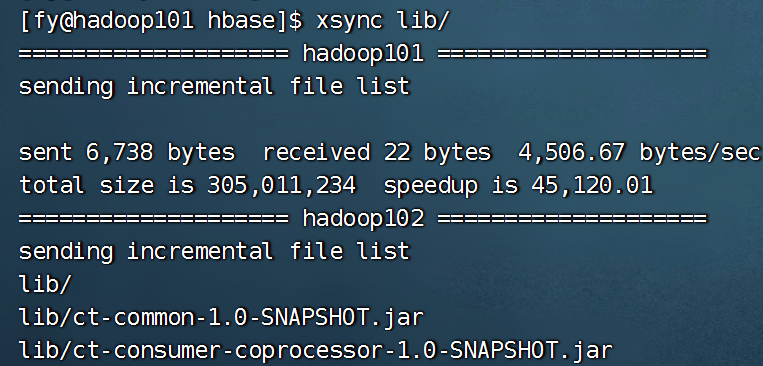 [fy@hadoop101 hbase]$ xsync lib/
==================== hadoop101 ====================
sending incremental file list
sent 6,738 bytes  received 22 bytes  4,506.67 bytes/sec
total size is 305,011,234  speedup is 45,120.01
==================== hadoop102 ====================
sending incremental file list
lib/
lib/ct-common-1.0-SNAPSHOT.jar
lib/ct-consumer-coprocessor-1.0-SNAPSHOT.jar